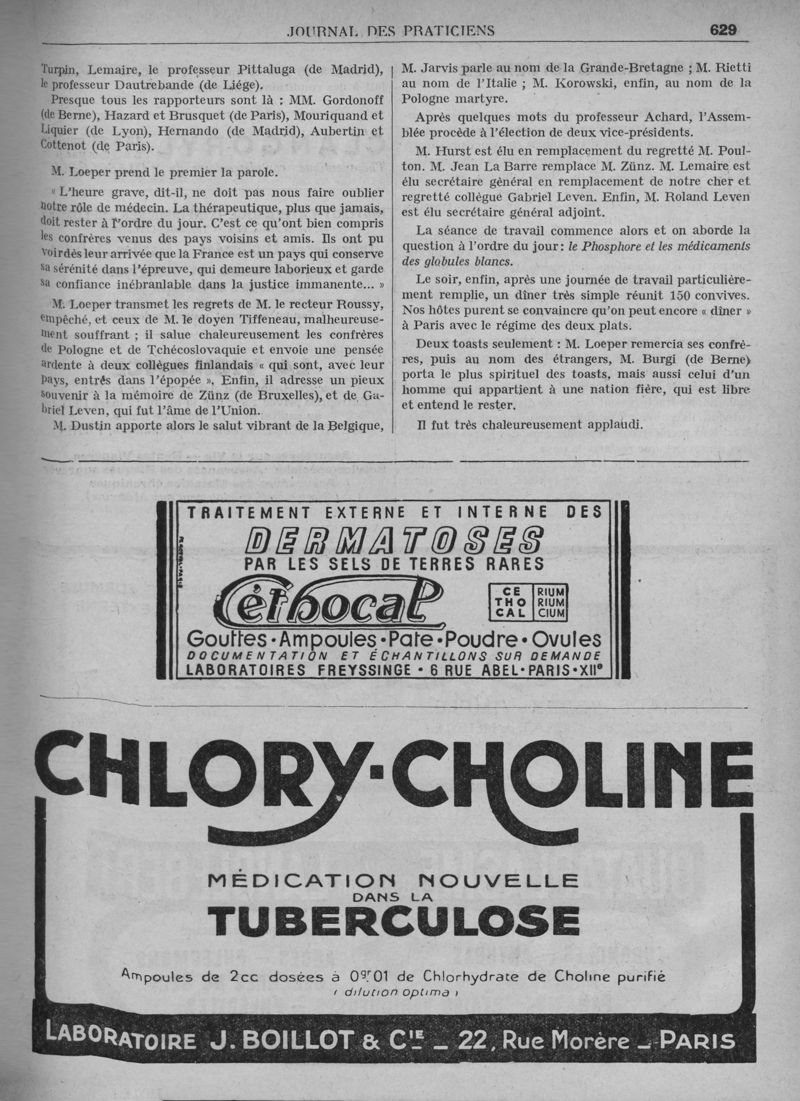 JOURNAL DES PRATICIENS 629
Turpin, Lemaire, le professeur Pittaluga (de Madrid),
le professeur Dautrebande (de Liége).
Presque tous les rapporteurs sont là : MM. Gordonoff
(de Berne), Hazard et Brusquet (de Paris), Mouriquand et
Liquier (de Lyon), Hernando (de Madrid), Aubertin et
Cottenot (de Paris).
M. Loeper prend le premier la parole.
« L'heure grave, dit-il, ne doit pas nous faire oublier
notre rôle de médecin. La thérapeutique, plus que jamais,
doit rester à l'ordre du jour. C'est ce qu'ont bien compris
les confrères venus des pays voisins et amis. Ils ont pu
voir dès leur arrivée que la France est un pays qui conserve
sa sérénité dans l'épreuve, qui demeure laborieux et garde
sa confiance inébranlable dans la justice immanente... »
M. Loeper transmet les regrets de M. le recteur Roussy,
empêché, et ceux de M. le doyen Tiffeneau, malheureuse-
ment souffrant ; il salue chaleureusement les confrères
de Pologne et de Tchécoslovaquie et envoie une pensée
ardente à deux collègues finlandais « qui sont, avec leur
pays, entrés dans l'épopée ». Enfin, il adresse un pieux
souvenir à la mémoire de Zünz (de Bruxelles), et de Ga-
briel Leven, qui fut l'âme de l'Union.
M. Dustin apporte alors le salut vibrant de la Belgique,
M. Jarvis parle au nom de la Grande-Bretagne ; M. Rietti
au nom de l'Italie ; M. Korowski, enfin, au nom de la
Pologne martyre.
Après quelques mots du professeur Achard, l'Assem-
blée procède à l'élection de deux vice-présidents.
M. Hurst est élu en remplacement du regretté M. Poul-
ton. M. Jean La Barre remplace M. Zünz. M. Lemaire est
élu secrétaire général en remplacement de notre cher et
regretté collègue Gabriel Leven. Enfin, M. Roland Leven
est élu secrétaire général adjoint.
La séance de travail commence alors et on aborde la
question à l'ordre du jour : le Phosphore et les médicaments
des globules blancs.
Le soir, enfin, après une journée de travail particulière-
ment remplie, un dîner très simple réunit 150 convives.
Nos hôtes purent se convaincre qu'on peut encore « dîner »
à Paris avec le régime des deux plats.
Deux toasts seulement : M. Loeper remercia ses confrè-
res, puis au nom des étrangers, M. Burgi (de Berne)
porta le plus spirituel des toasts, mais aussi celui d'un
homme qui appartient à une nation fière, qui est libre
et entend le rester.
Il fut très chaleureusement applaudi.
TRAITEMENT EXTERNE ET INTERNE DES
DERMATOSES
PAR LES SELS DE TERRES RARES
Céthocal
CE RIUM
THO RIUM
CAL CIUM
Gouttes • Ampoules • Pate • Poudre • Ovules
DOCUMENTATION ET ÉCHANTILLONS SUR DEMANDE
LABORATOIRES FREYSSINGE • 6 RUE ABEL • PARIS • XIIe
CHLORY-CHOLINE
MÉDICATION NOUVELLE
DANS LA
TUBERCULOSE
Ampoules de 2cc dosées à 0gr01 de Chlorhydrate de Choline purifié
( dilution optima )
LABORATOIRE J. BOILLOT & CIE _ 22, Rue Morère _ PARIS